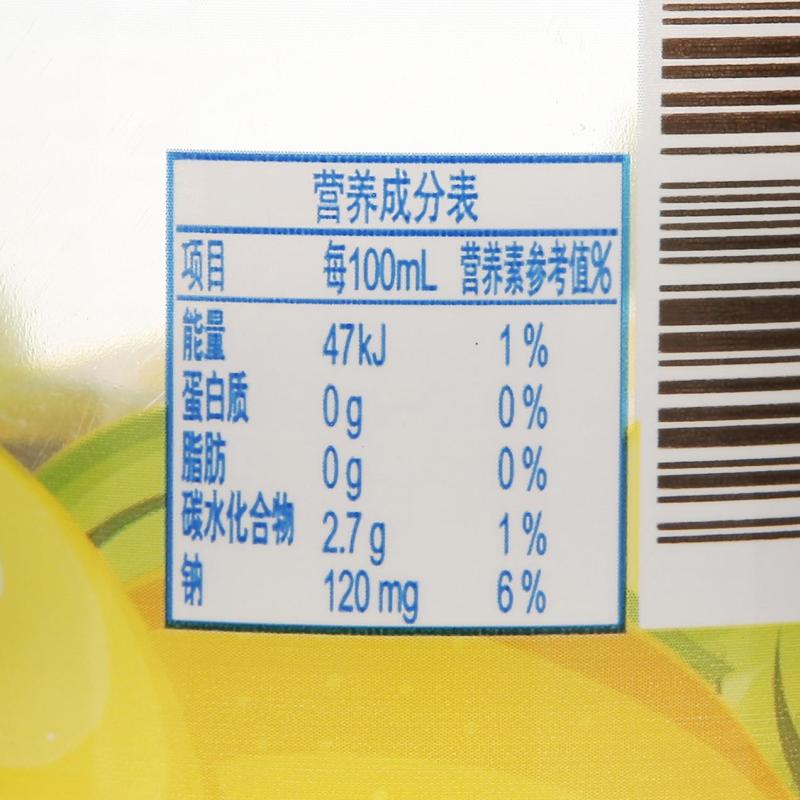 营养成分表
项目 每100mL 营养素参考值%
能量 47kJ 1%
蛋白质 0g 0%
脂肪 0g 0%
碳水化合物 2.7g 1%
钠 120mg 6%